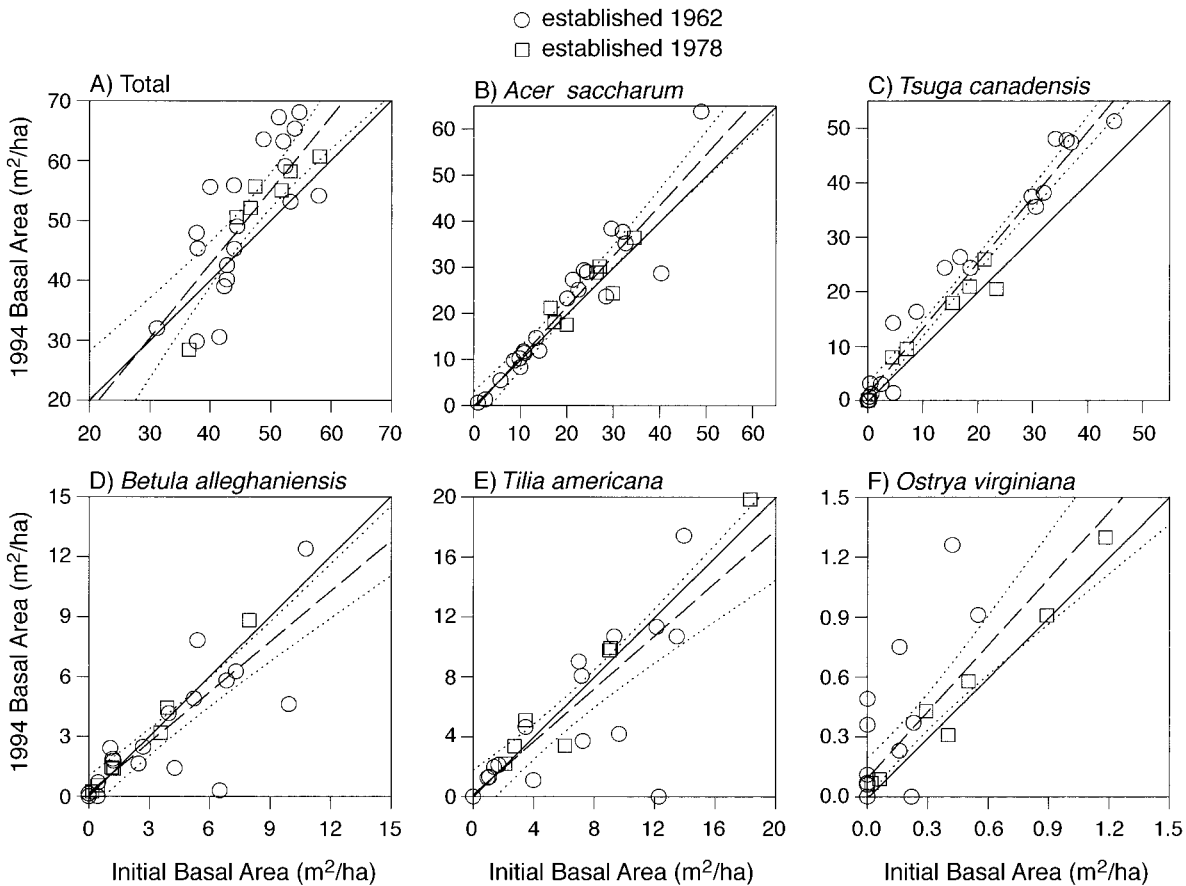 established 1962
established 1978
A) Total
B) Acer saccharum
C) Tsuga canadensis
1994 Basal Area (m²/ha)
70
60
50
40
30
20
20 30 40 50 60 70
60
50
40
30
20
10
0
0 10 20 30 40 50 60
50
40
30
20
10
0
0 10 20 30 40 50
D) Betula alleghaniensis
E) Tilia americana
F) Ostrya virginiana
1994 Basal Area (m²/ha)
15
12
9
6
3
0
0 3 6 9 12 15
20
16
12
8
4
0
0 4 8 12 16 20
1.5
1.2
0.9
0.6
0.3
0.0
0.0 0.3 0.6 0.9 1.2 1.5
Initial Basal Area (m²/ha)
Initial Basal Area (m²/ha)
Initial Basal Area (m²/ha)